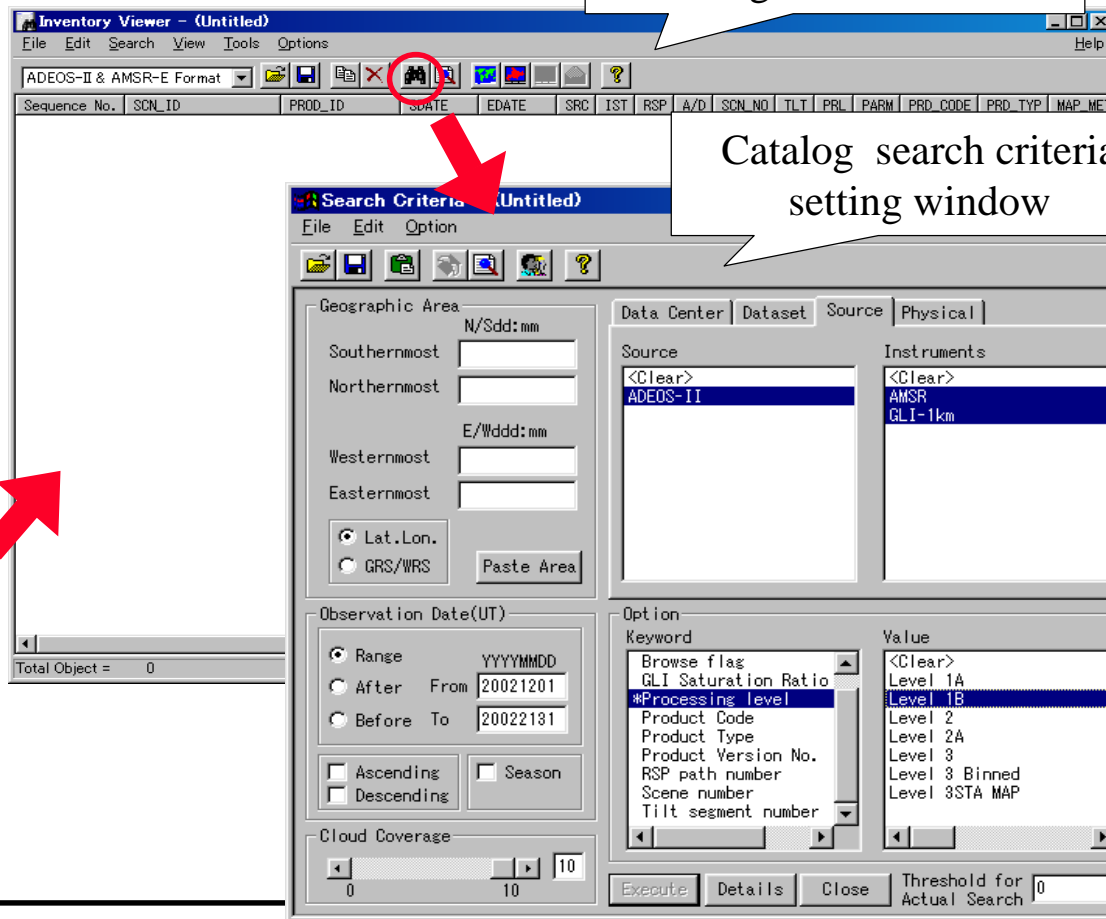 Inventory Viewer - (Untitled)
File Edit Search View Tools Options Help
ADEOS-II & AMSR-E Format
Sequence No. SCN_ID PROD_ID SDATE EDATE SRC IST RSP A/D SCN_NO TLT PRL PARM PRD_CODE PRD_TYP MAP_ME
Catalog search criteria
setting window
Search Criteria (Untitled)
File Edit Option
Geographic Area
N/Sdd:mm
Southernmost
Northernmost
E/Wddd:mm
Westernmost
Easternmost
Lat.Lon.
GRS/WRS Paste Area
Data Center Dataset Source Physical
Source
<Clear>
ADEOS-II
Instruments
<Clear>
AMSR
GLI-1km
Observation Date(UT)
Range YYYYMMDD
After From 20021201
Before To 20022131
Ascending Season
Descending
Cloud Coverage
10
0 10
Option
Keyword
Browse flag
GLI Saturation Ratio
*Processing level
Product Code
Product Type
Product Version No.
RSP path number
Scene number
Tilt segment number
Value
<Clear>
Level 1A
Level 1B
Level 2
Level 2A
Level 3
Level 3 Binned
Level 3STA MAP
Execute Details Close Threshold for
Actual Search 0
Total Object = 0